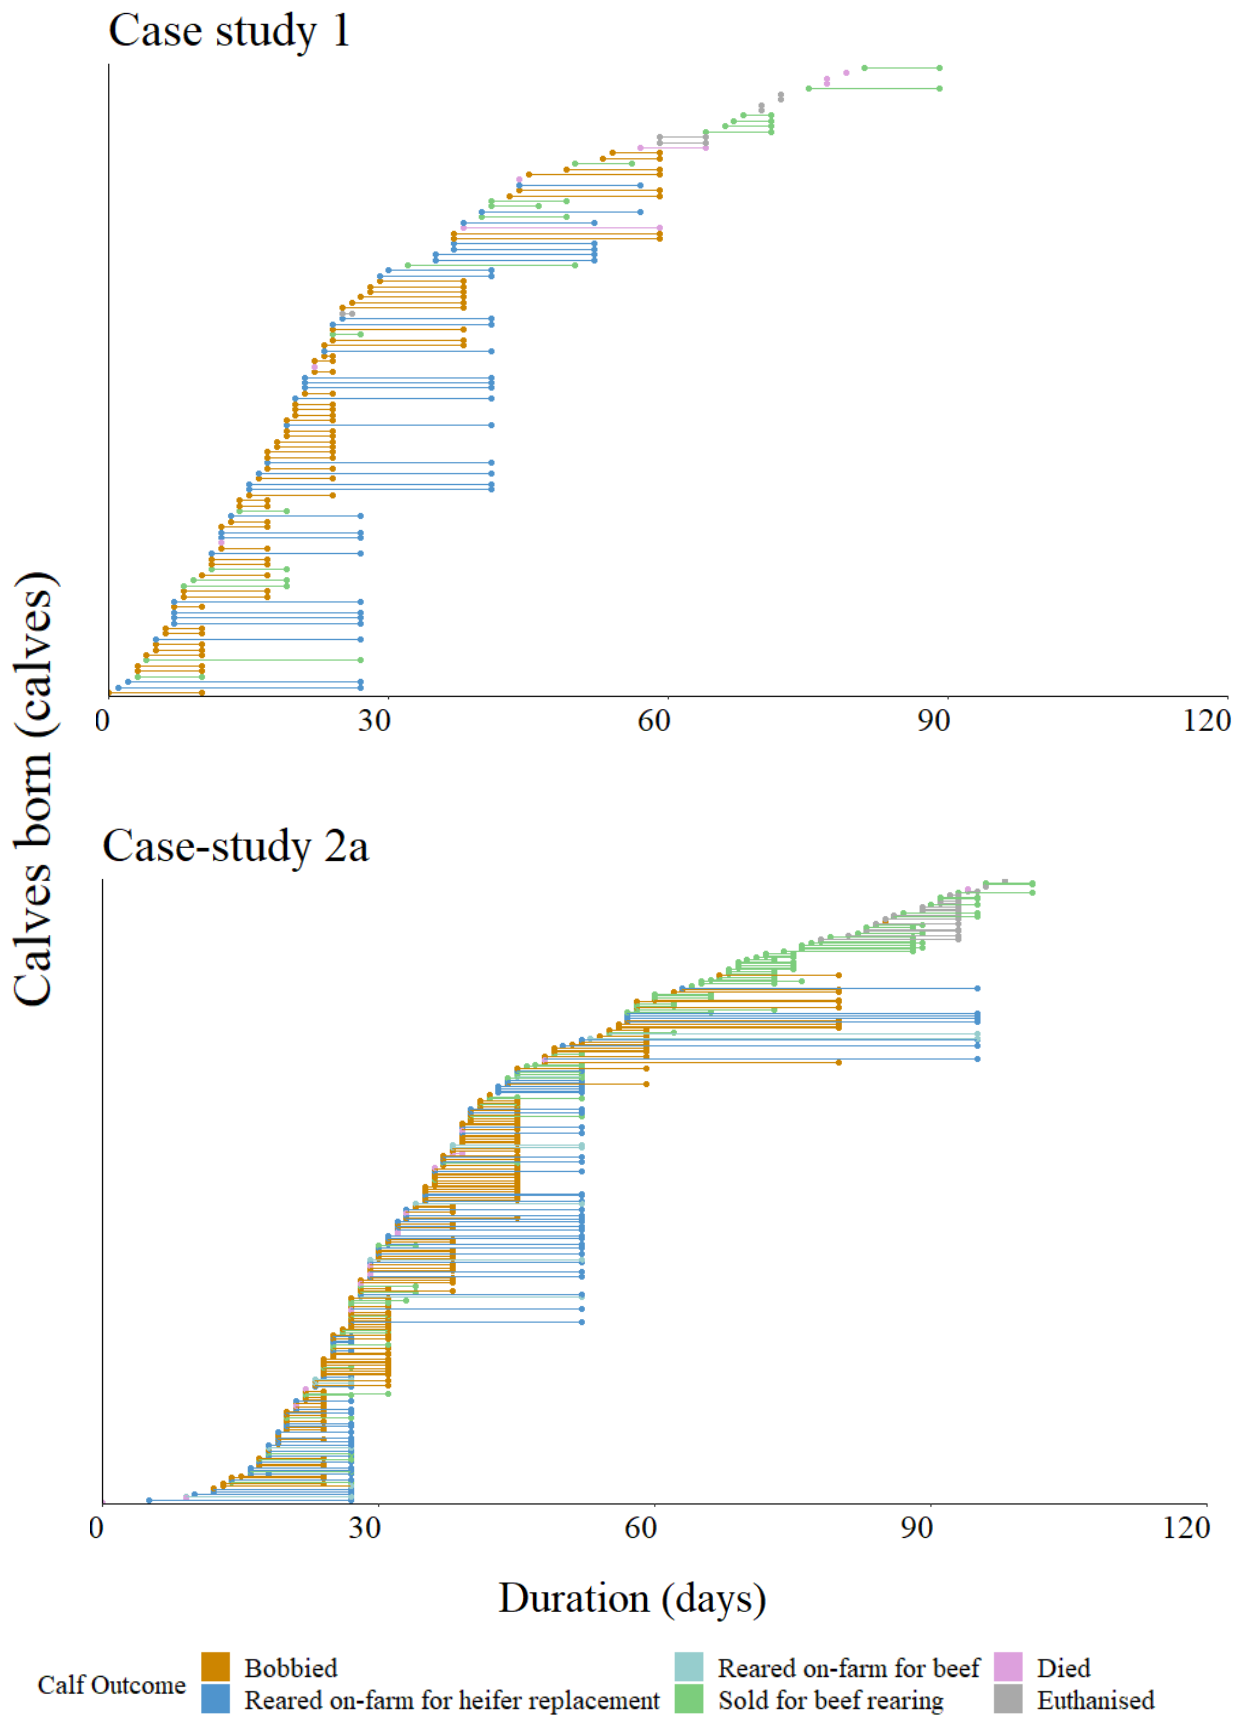 Case study 1
Calves born (calves)
0 30 60 90 120
Case-study 2a
0 30 60 90 120
Duration (days)
Calf Outcome
Bobbied
Reared on-farm for heifer replacement
Reared on-farm for beef
Sold for beef rearing
Died
Euthanised